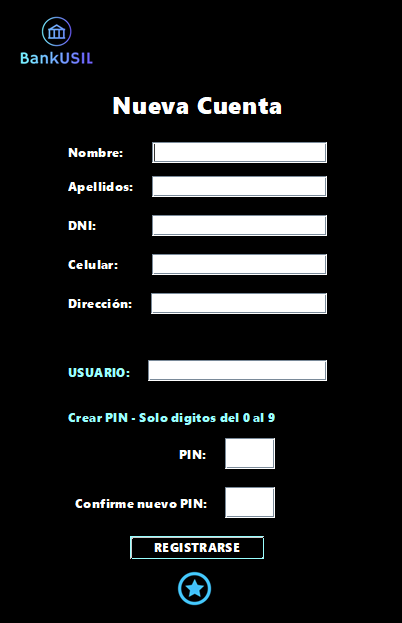 BankUSIL
Nueva Cuenta
Nombre:
Apellidos:
DNI:
Celular:
Dirección:
USUARIO:
Crear PIN - Solo digitos del 0 al 9
PIN:
Confirme nuevo PIN:
REGISTRARSE